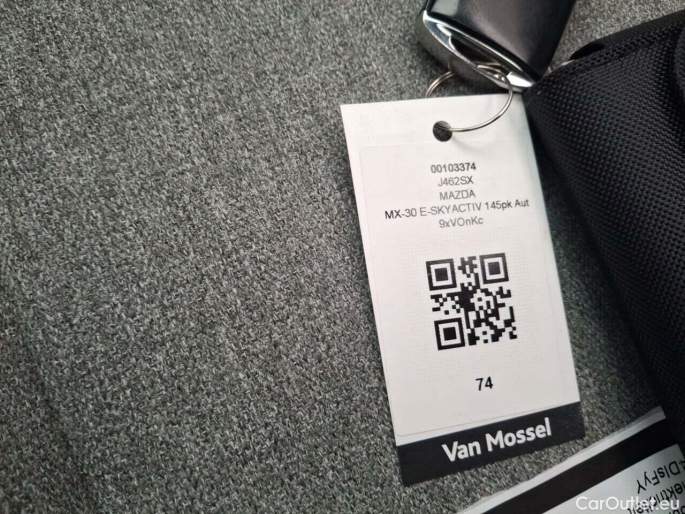 00103374
J462SX
MAZDA
MX-30 E-SKYACTIV 145pk Aut
9xVOnKc
74
Van Mossel
CarOutlet.eu